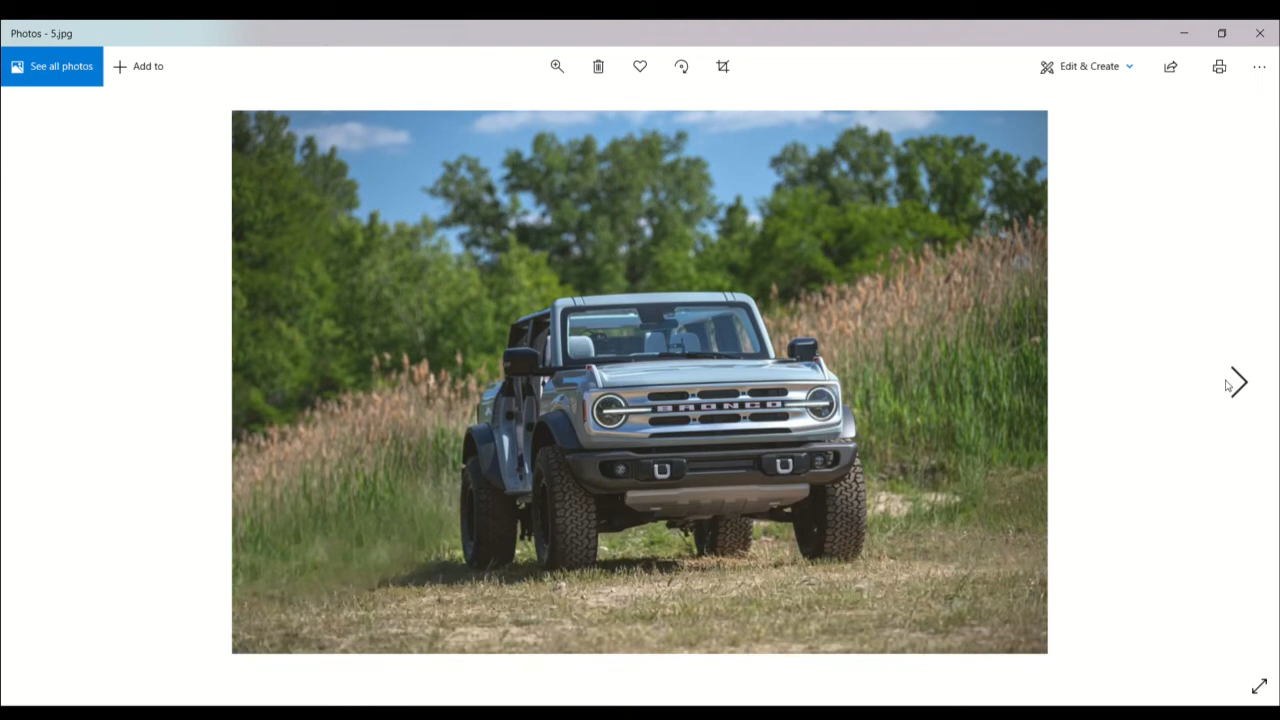 Photos - 5.jpg
See all photos
Add to
Edit & Create
BRONCO